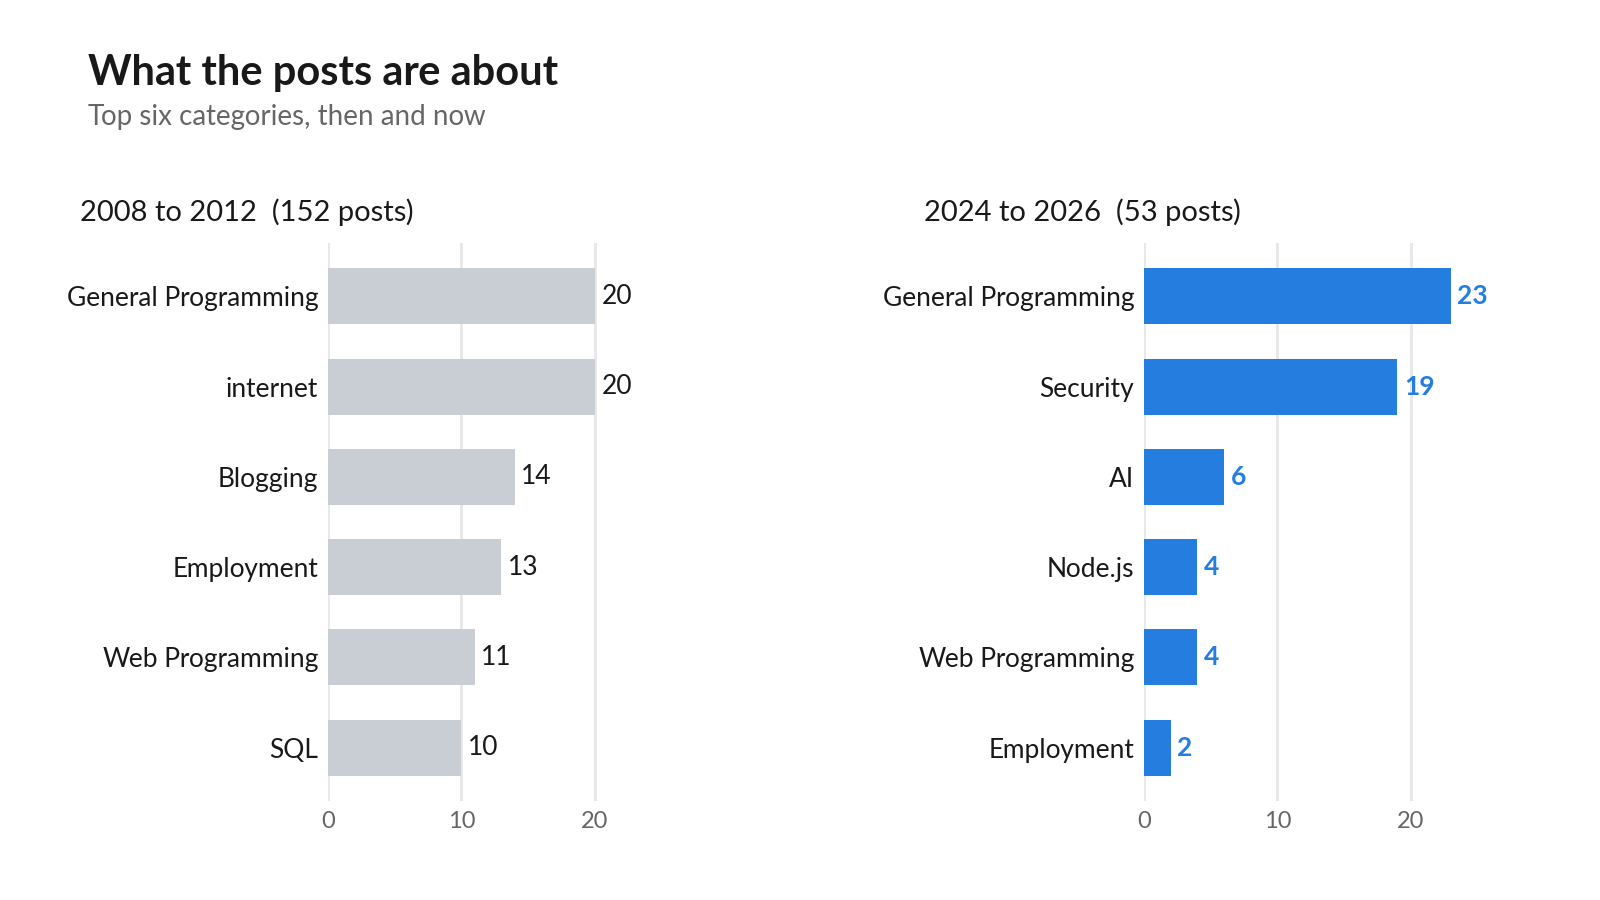 What the posts are about
Top six categories, then and now
2008 to 2012 (152 posts)
General Programming 20
internet 20
Blogging 14
Employment 13
Web Programming 11
SQL 10
0 10 20
2024 to 2026 (53 posts)
General Programming 23
Security 19
AI 6
Node.js 4
Web Programming 4
Employment 2
0 10 20